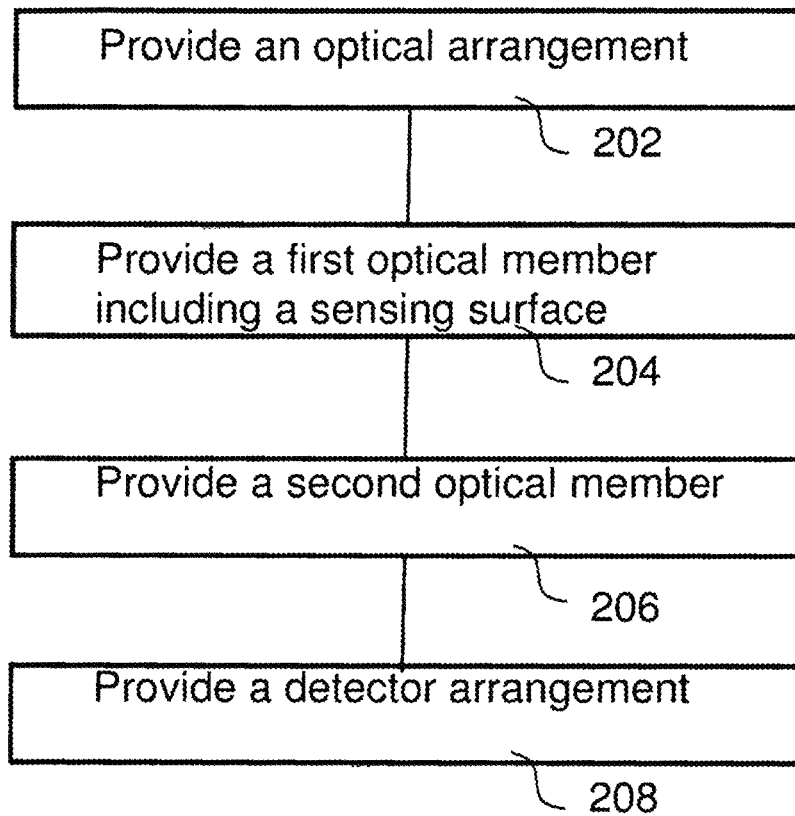 Provide an optical arrangement
202
Provide a first optical member
including a sensing surface
204
Provide a second optical member
206
Provide a detector arrangement
208